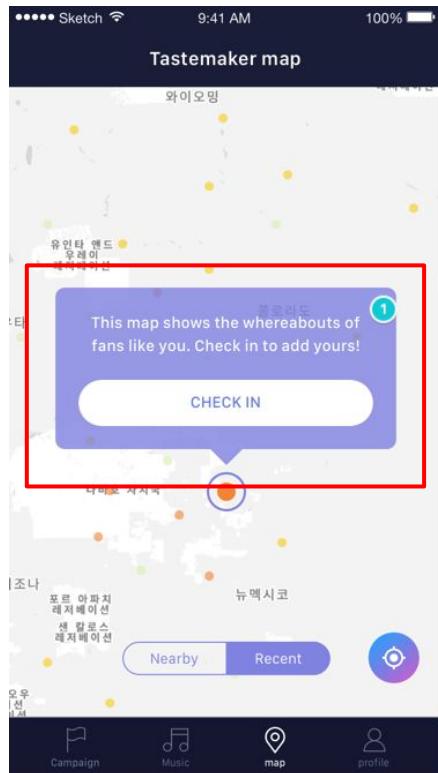 Sketch
9:41 AM
100%
Tastemaker map
와이오밍
유인타 앤드
우레이
콜로라도
1
This map shows the whereabouts of
fans like you. Check in to add yours!
CHECK IN
나바호 자치국
포르 아파치
레저베이션
뉴멕시코
샌 칼로스
레저베이션
Nearby
Recent
Campaign
Music
map
profile